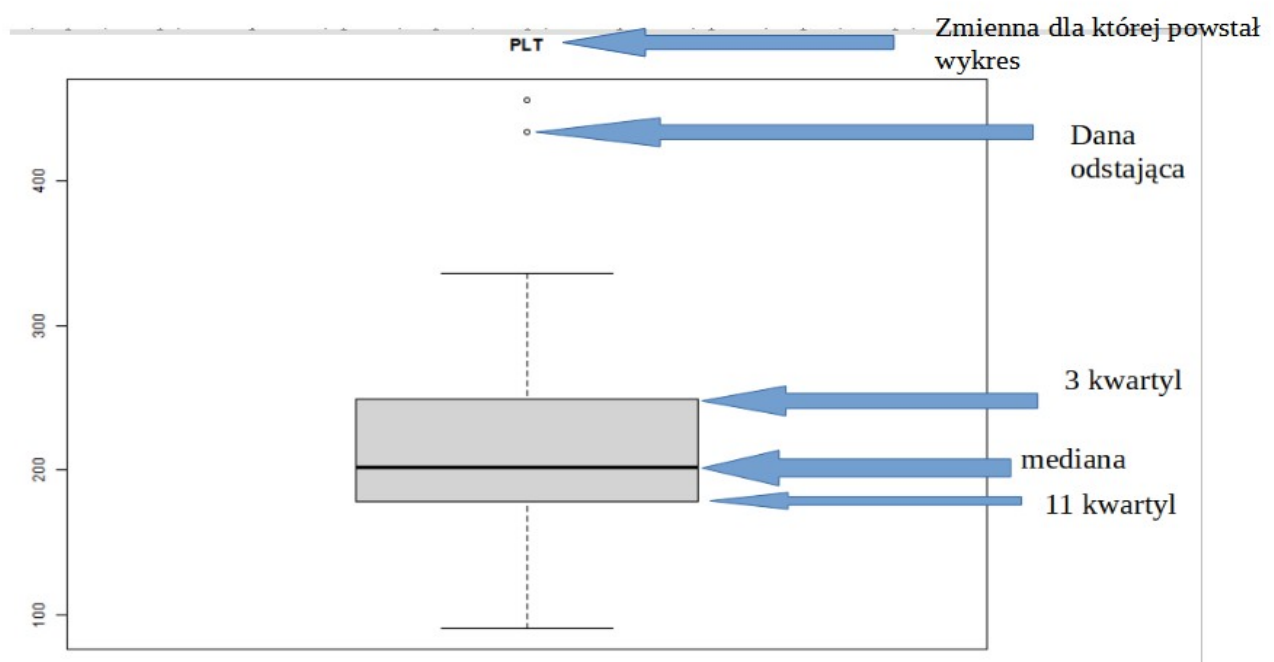 Zmienna dla której powstał
wykres
PLT
Dana
odstająca
400
300
3 kwartyl
200
mediana
11 kwartyl
100